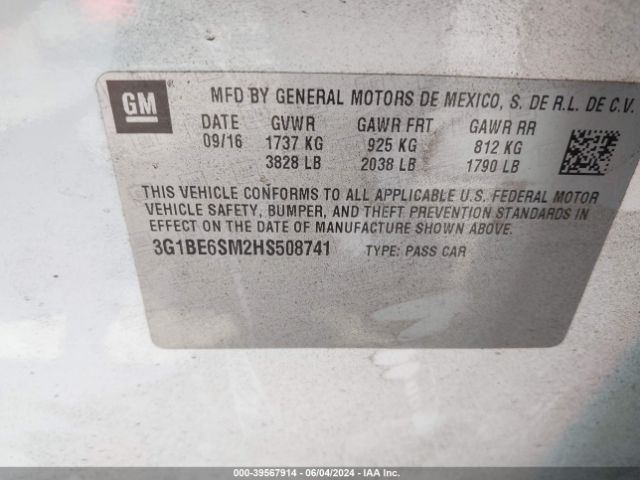 GM
MFD BY GENERAL MOTORS DE MEXICO, S. DE R.L. DE C.V.
DATE GVWR GAWR FRT GAWR RR
09/16 1737 KG 925 KG 812 KG
3828 LB 2038 LB 1790 LB
THIS VEHICLE CONFORMS TO ALL APPLICABLE U.S. FEDERAL MOTOR
VEHICLE SAFETY, BUMPER, AND THEFT PREVENTION STANDARDS IN
EFFECT ON THE DATE OF MANUFACTURE SHOWN ABOVE.
3G1BE6SM2HS508741 TYPE: PASS CAR
000-39567914 - 06/04/2024 - IAA Inc.